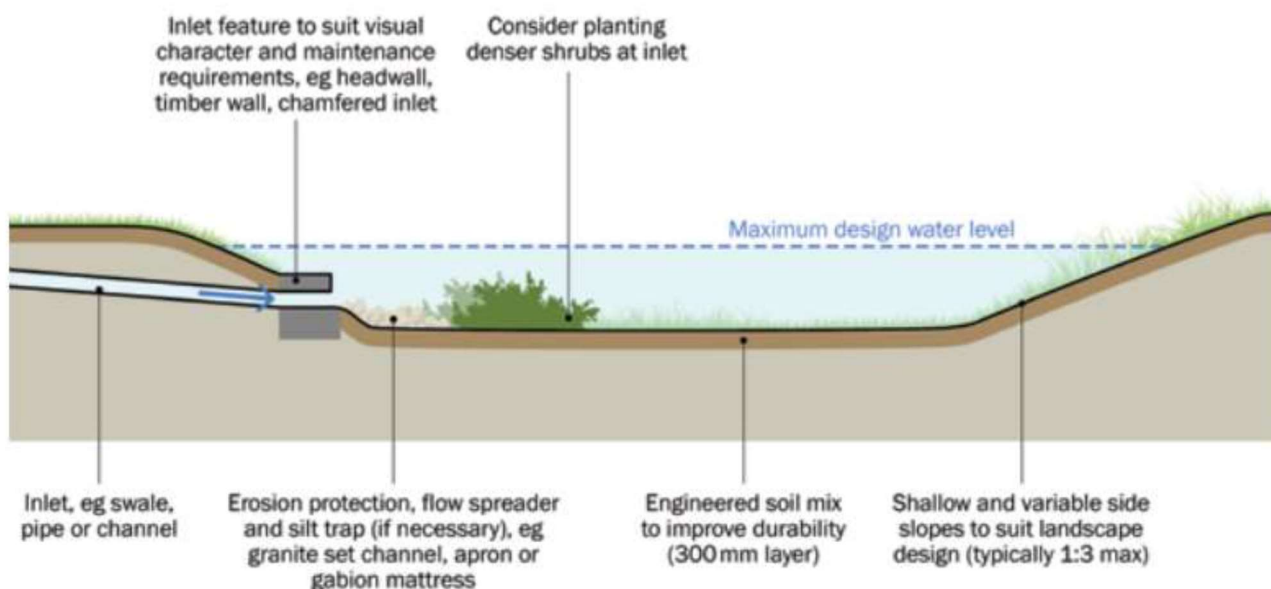 Inlet feature to suit visual
character and maintenance
requirements, eg headwall,
timber wall, chamfered inlet
Consider planting
denser shrubs at inlet
Maximum design water level
Inlet, eg swale,
pipe or channel
Erosion protection, flow spreader
and silt trap (if necessary), eg
granite set channel, apron or
gabion mattress
Engineered soil mix
to improve durability
(300 mm layer)
Shallow and variable side
slopes to suit landscape
design (typically 1:3 max)